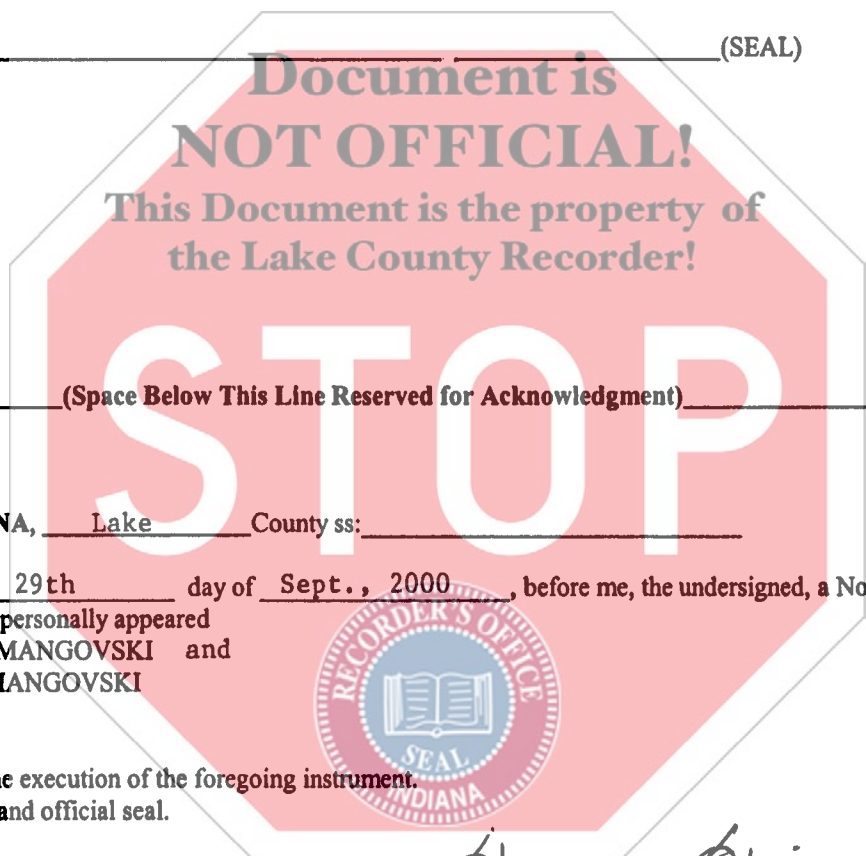 (SEAL)
Document is
NOT OFFICIAL!
This Document is the property of
the Lake County Recorder!
STOP
(Space Below This Line Reserved for Acknowledgment)
NA, Lake County ss:
29th day of Sept., 2000, before me, the undersigned, a No
personally appeared
MANGOVSKI and
MANGOVSKI
RECORDER'S OFFICE
SEAL
INDIANA
e execution of the foregoing instrument.
and official seal.